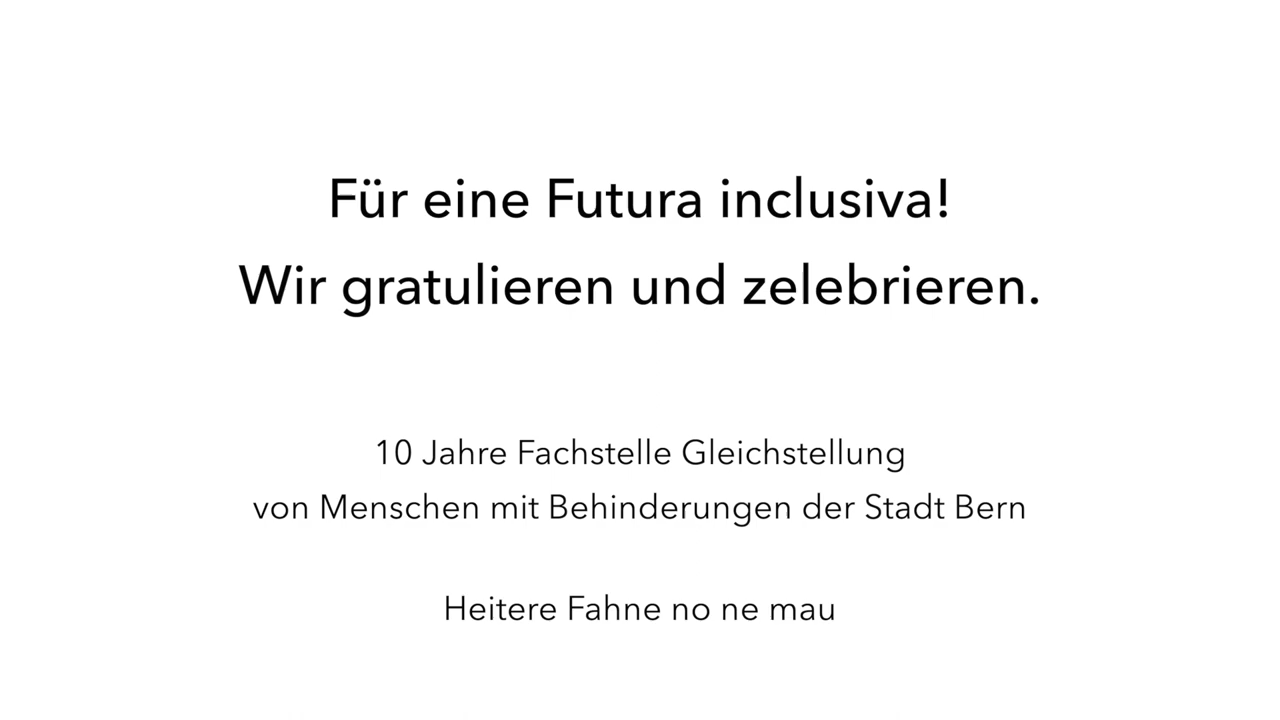 Für eine Futura inclusiva!
Wir gratulieren und zelebrieren.
10 Jahre Fachstelle Gleichstellung
von Menschen mit Behinderungen der Stadt Bern
Heitere Fahne no ne mau